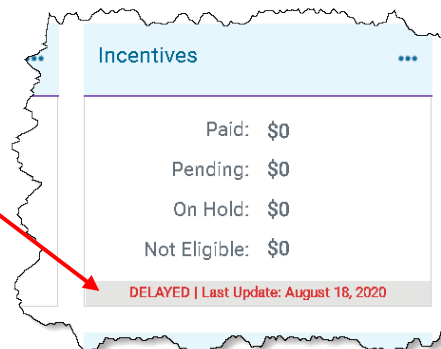 Incentives
Paid: $0
Pending: $0
On Hold: $0
Not Eligible: $0
DELAYED | Last Update: August 18, 2020